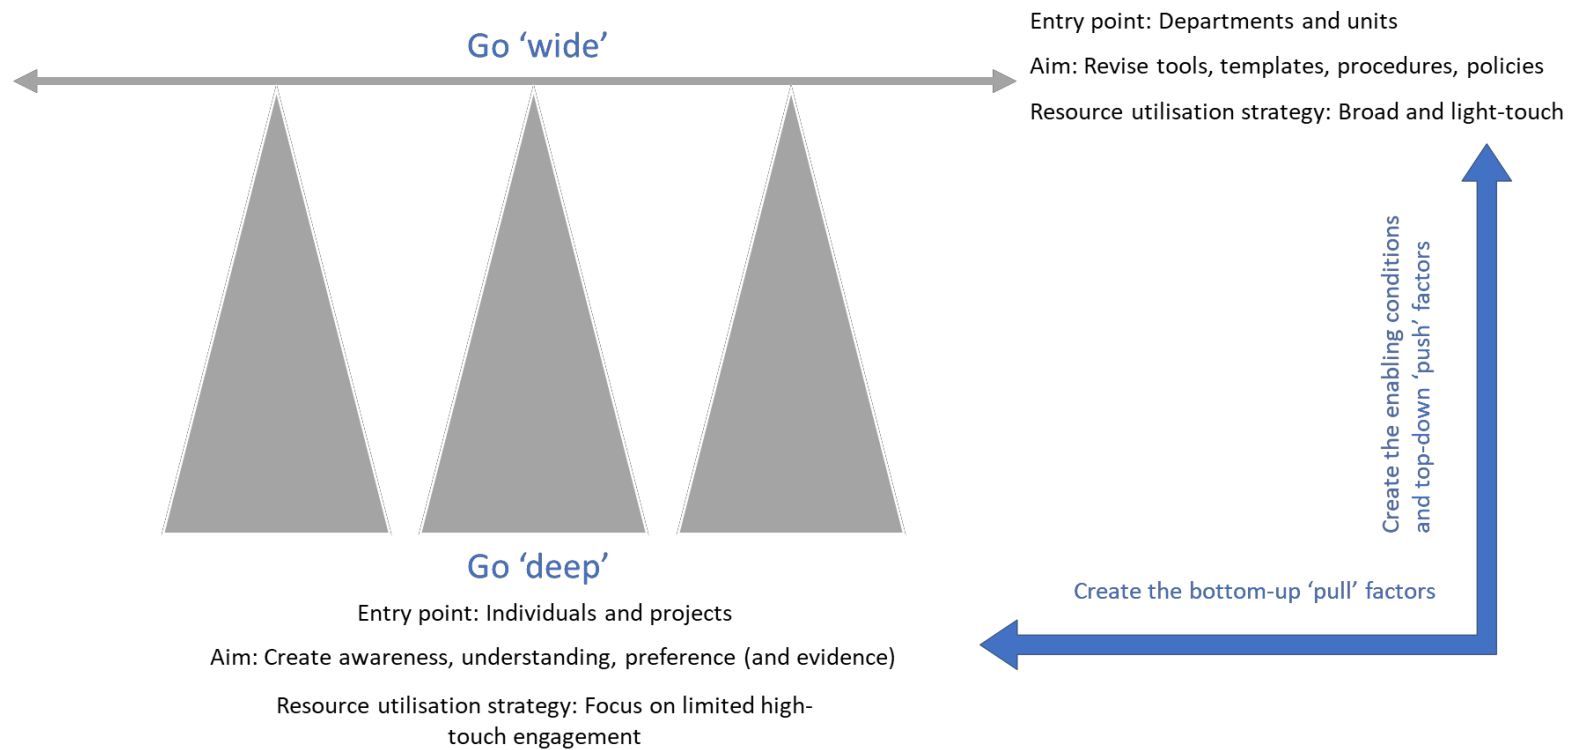 Go ‘wide’
Entry point: Departments and units
Aim: Revise tools, templates, procedures, policies
Resource utilisation strategy: Broad and light-touch
Create the enabling conditions
and top-down ‘push’ factors
Go ‘deep’
Entry point: Individuals and projects
Aim: Create awareness, understanding, preference (and evidence)
Resource utilisation strategy: Focus on limited high-
touch engagement
Create the bottom-up ‘pull’ factors